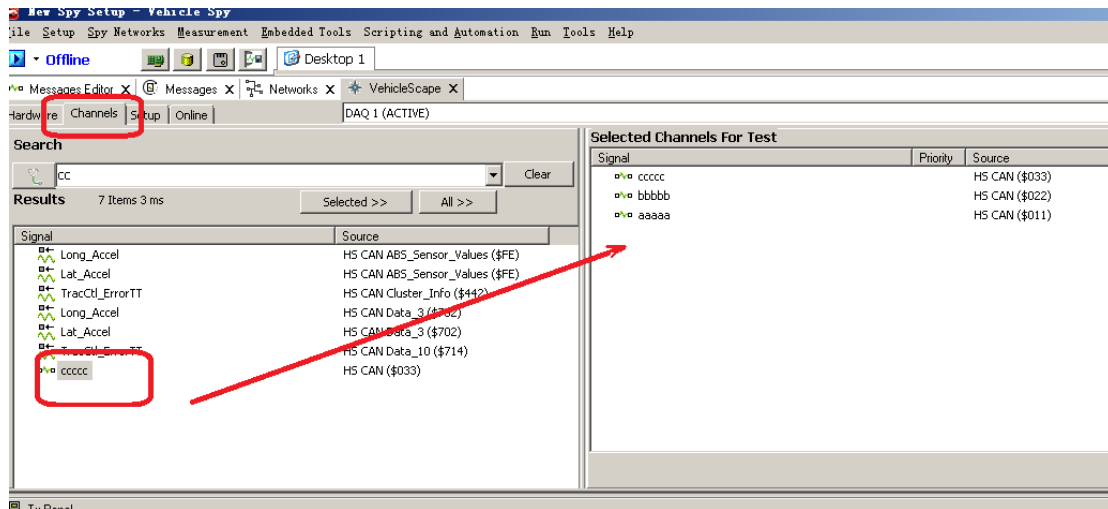 New Spy Setup - Vehicle Spy
File Setup Spy Networks Measurement Embedded Tools Scripting and Automation Run Tools Help
Offline Desktop 1
Messages Editor X Messages X Networks X VehicleScape X
Hardware Channels Setup Online DAQ 1 (ACTIVE)
Search
cc Clear
Results 7 Items 3 ms Selected >> All >>
Signal Source
Long_Accel HS CAN ABS_Sensor_Values ($FE)
Lat_Accel HS CAN ABS_Sensor_Values ($FE)
TracCtl_ErrorTT HS CAN Cluster_Info ($442)
Long_Accel HS CAN Data_3 ($702)
Lat_Accel HS CAN Data_3 ($702)
TracCtl_ErrorTT HS CAN Data_10 ($714)
ccccc HS CAN ($033)
Selected Channels For Test
Signal Priority Source
ccccc HS CAN ($033)
bbbbb HS CAN ($022)
aaaaa HS CAN ($011)
Tx Panel